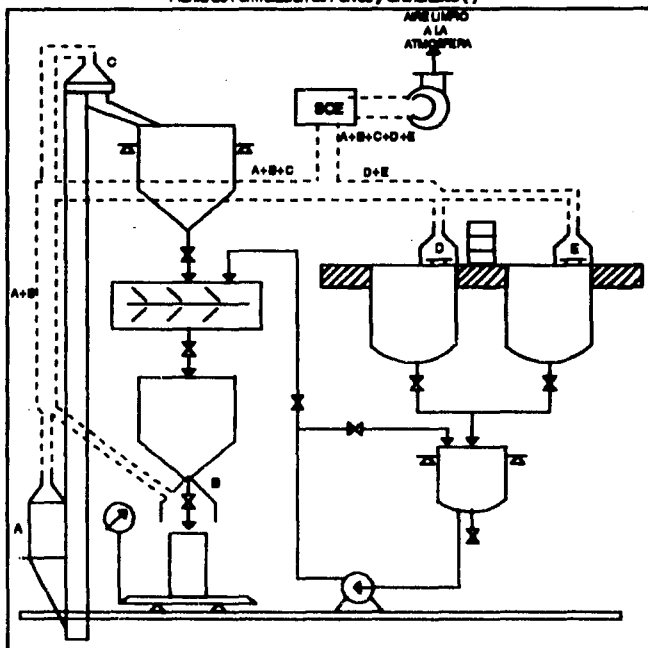 AIRE LIMPIO
A LA
ATMOSFERA
C
SCE
A+B+C+D+E
A+B+C
D+E
D
E
A+B
B
A